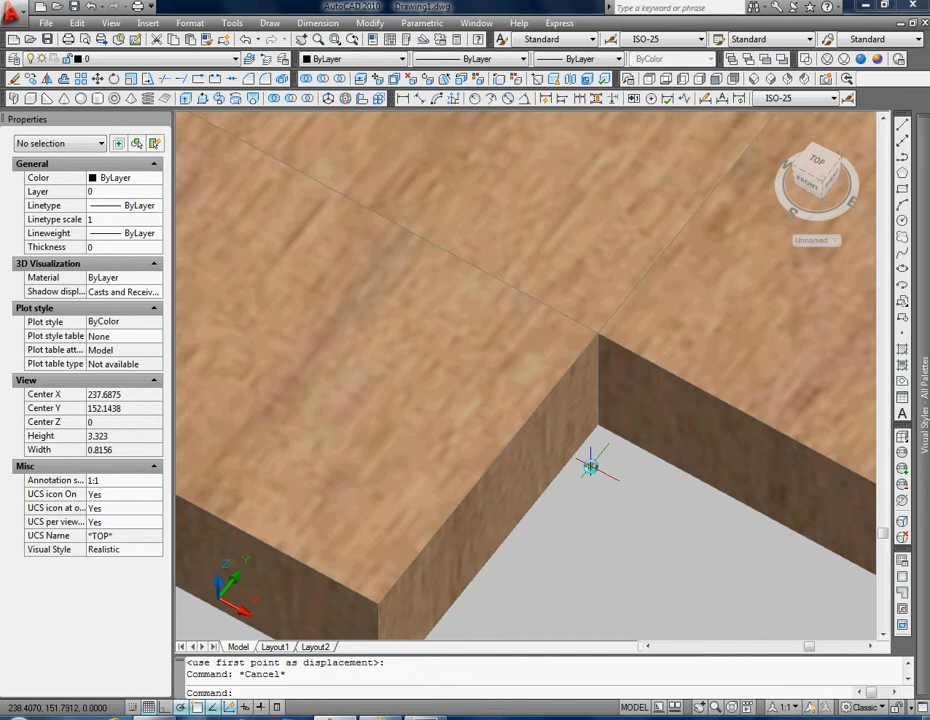 AutoCAD 2010 Drawing1.dwg
Type a keyword or phrase
File Edit View Insert Format Tools Draw Dimension Modify Parametric Window Help Express
Standard ISO-25 Standard Standard
0 ByLayer ByLayer ByLayer ByColor
ISO-25
Properties
No selection
General
Color ByLayer
Layer 0
Linetype ByLayer
Linetype scale 1
Lineweight ByLayer
Thickness 0
3D Visualization
Material ByLayer
Shadow displ... Casts and Receiv...
Plot style
Plot style ByColor
Plot style table None
Plot table att... Model
Plot table type Not available
View
Center X 237.6875
Center Y 152.1438
Center Z 0
Height 3.323
Width 0.8156
Misc
Annotation s... 1:1
UCS icon On Yes
UCS icon at o... Yes
UCS per view... Yes
UCS Name *TOP*
Visual Style Realistic
TOP
FRONT
W
S
E
Unnamed
Z Y
X
Visual Styles - All Palettes
Model Layout1 Layout2
<use first point as displacement>:
Command: *Cancel*
Command:
238.4070, 151.7912, 0.0000 MODEL 1:1 Classic